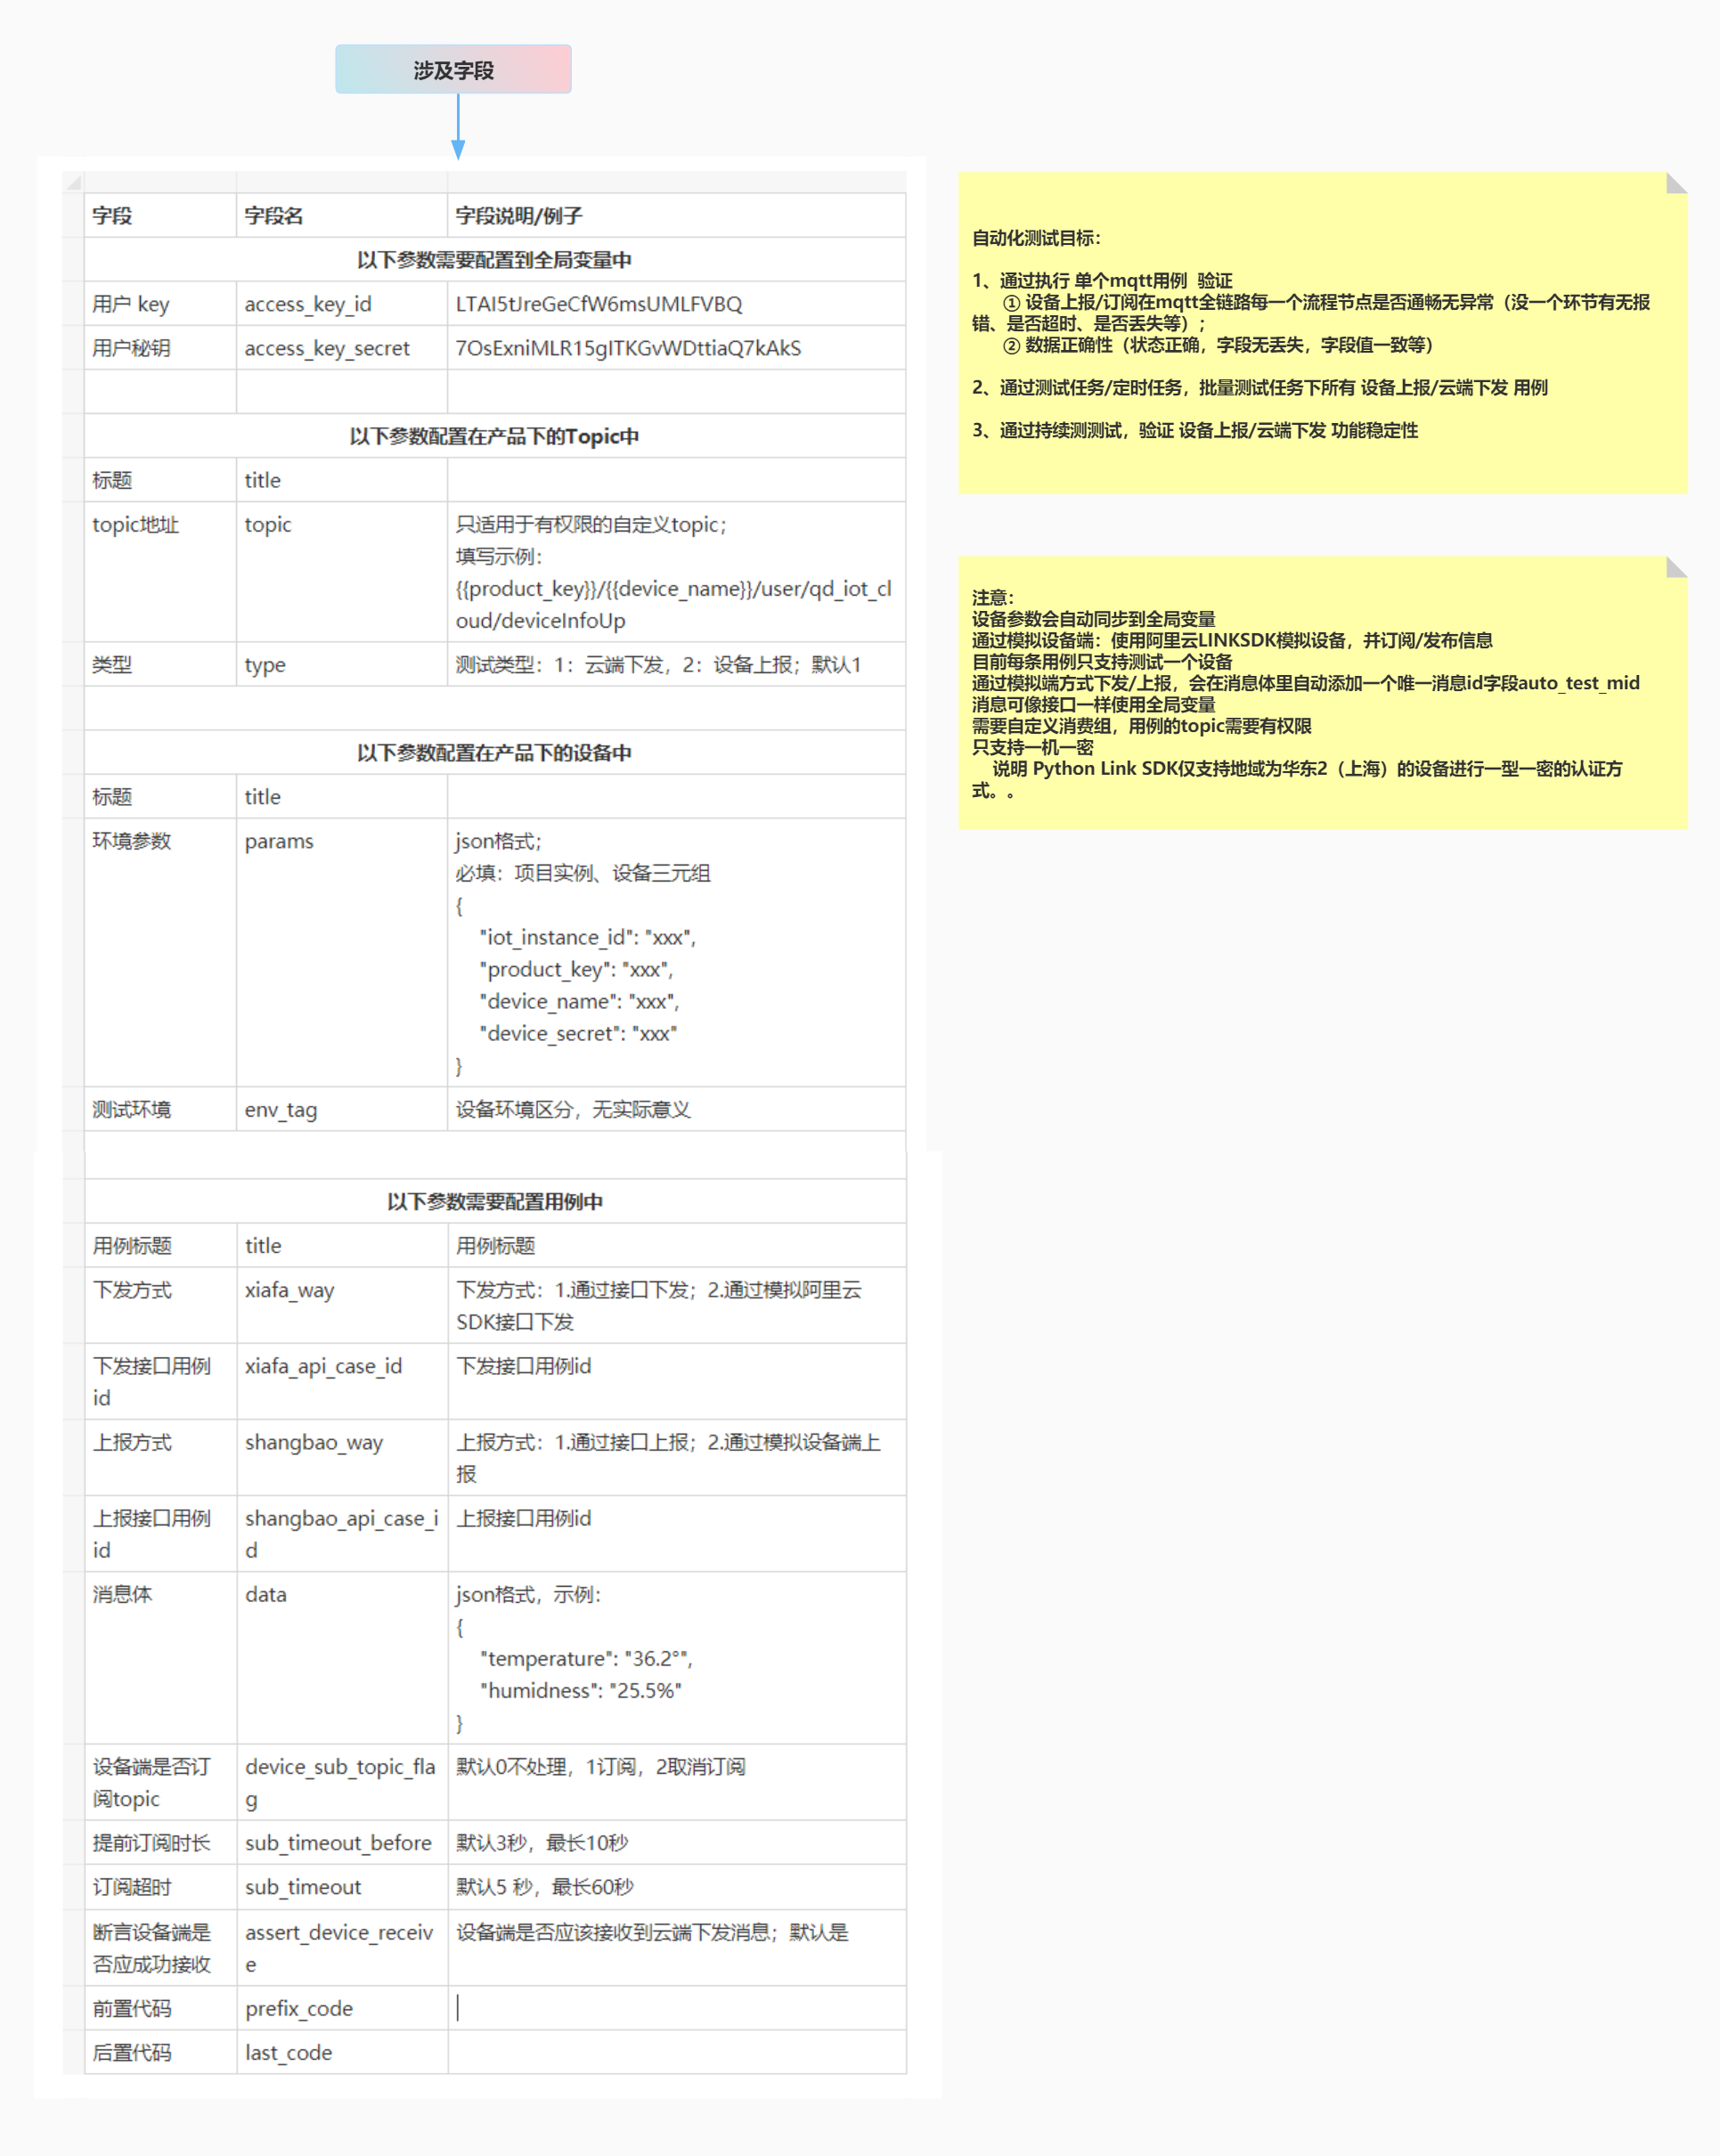 涉及字段
字段 字段名 字段说明/例子
以下参数需要配置到全局变量中
用户 key access_key_id LTAI5tJreGeCfW6msUMLFVBQ
用户秘钥 access_key_secret 7OsExniMLR15gITKGvWDttiaQ7kAkS
以下参数配置在产品下的Topic中
标题 title
topic地址 topic 只适用于有权限的自定义topic；
填写示例：
{{product_key}}/{{device_name}}/user/qd_iot_cl
oud/deviceInfoUp
类型 type 测试类型：1：云端下发，2：设备上报；默认1
以下参数配置在产品下的设备中
标题 title
环境参数 params json格式；
必填：项目实例、设备三元组
{
"iot_instance_id": "xxx",
"product_key": "xxx",
"device_name": "xxx",
"device_secret": "xxx"
}
测试环境 env_tag 设备环境区分，无实际意义
以下参数需要配置用例中
用例标题 title 用例标题
下发方式 xiafa_way 下发方式：1.通过接口下发；2.通过模拟阿里云
SDK接口下发
下发接口用例 xiafa_api_case_id 下发接口用例id
id
上报方式 shangbao_way 上报方式：1.通过接口上报；2.通过模拟设备端上
报
上报接口用例 shangbao_api_case_i 上报接口用例id
id d
消息体 data json格式，示例：
{
"temperature": "36.2°",
"humidness": "25.5%"
}
设备端是否订 device_sub_topic_fla 默认0不处理，1订阅，2取消订阅
阅topic g
提前订阅时长 sub_timeout_before 默认3秒，最长10秒
订阅超时 sub_timeout 默认5 秒，最长60秒
断言设备端是 assert_device_receiv 设备端是否应该接收到云端下发消息；默认是
否应成功接收 e
前置代码 prefix_code
后置代码 last_code
自动化测试目标：
1、通过执行 单个mqtt用例 验证
① 设备上报/订阅在mqtt全链路每一个流程节点是否通畅无异常（没一个环节有无报
错、是否超时、是否丢失等）；
② 数据正确性（状态正确，字段无丢失，字段值一致等）
2、通过测试任务/定时任务，批量测试任务下所有 设备上报/云端下发 用例
3、通过持续测测试，验证 设备上报/云端下发 功能稳定性
注意：
设备参数会自动同步到全局变量
通过模拟设备端：使用阿里云LINKSDK模拟设备，并订阅/发布信息
目前每条用例只支持测试一个设备
通过模拟端方式下发/上报，会在消息体里自动添加一个唯一消息id字段auto_test_mid
消息可像接口一样使用全局变量
需要自定义消费组，用例的topic需要有权限
只支持一机一密
说明 Python Link SDK仅支持地域为华东2（上海）的设备进行一型一密的认证方
式。。